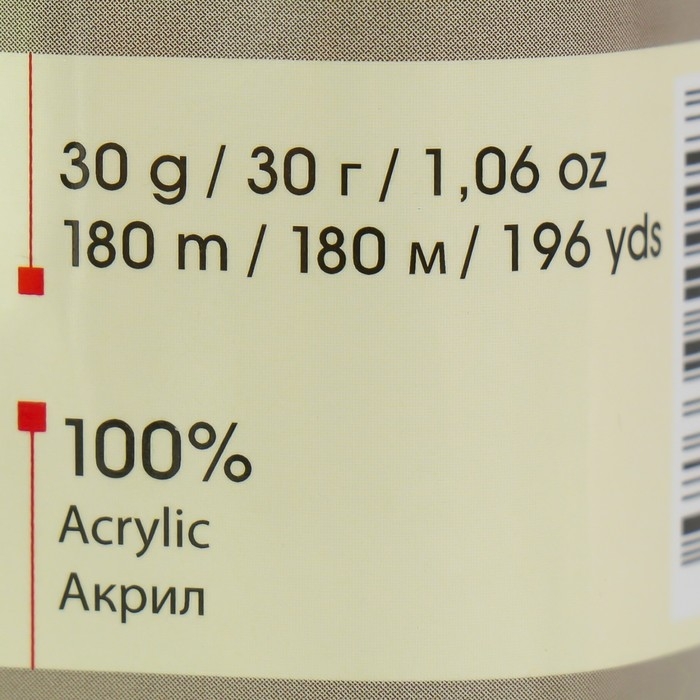 30 g / 30 г / 1,06 oz
180 m / 180 м / 196 yds
100%
Acrylic
Акрил